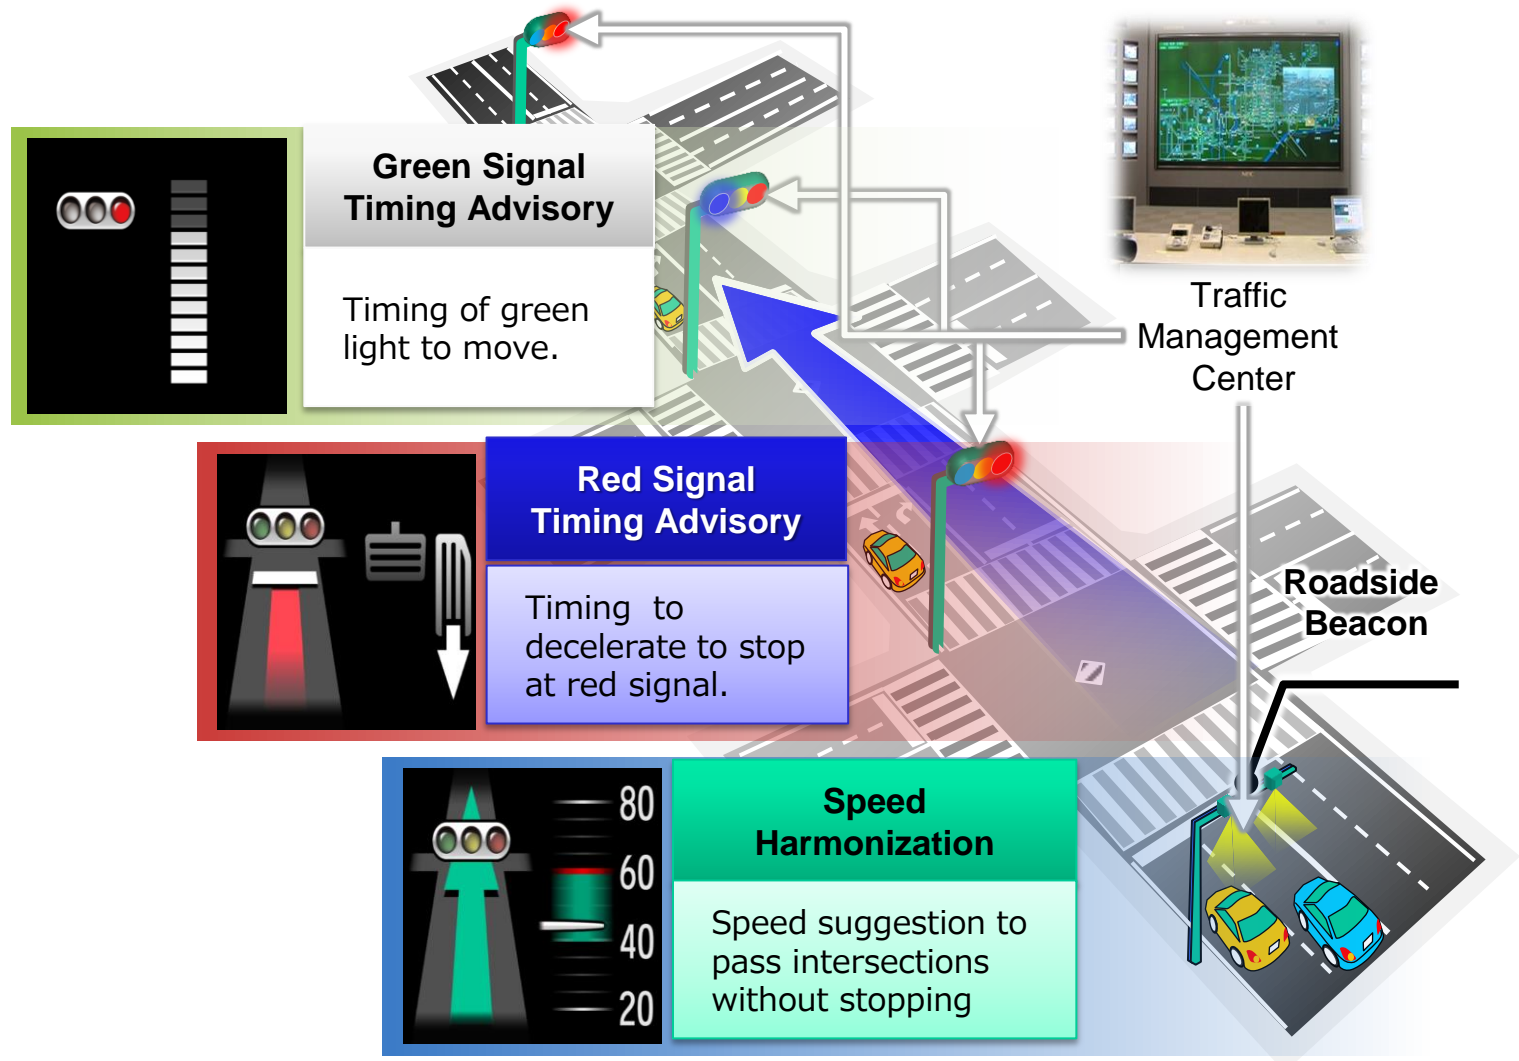 Green Signal
Timing Advisory
Timing of green
light to move.
Traffic
Management
Center
Red Signal
Timing Advisory
Timing to
decelerate to stop
at red signal.
Roadside
Beacon
Speed
Harmonization
Speed suggestion to
pass intersections
without stopping
80
60
40
20
NEC